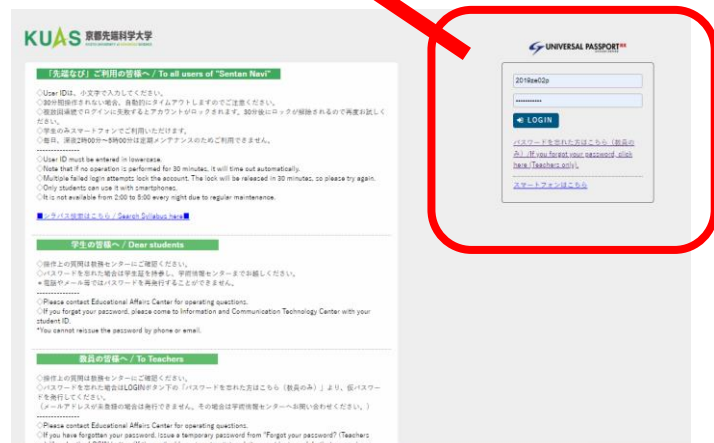 KUAS 京都先端科学大学
「先端なび」ご利用の皆様へ / To all users of "Sentan Navi"
◇User IDは、小文字で入力してください。
◇30分間操作されない場合、自動的にタイムアウトしますのでご注意ください。
◇複数回連続でログインに失敗するとアカウントがロックされます。30分後にロックが解除されるので再度お試しく
ださい。
◇学生のみスマートフォンでご利用いただけます。
◇毎日、深夜2時00分～5時00分は定期メンテナンスのためご利用できません。
---------------
◇User ID must be entered in lowercase.
◇Note that if no operation is performed for 30 minutes, it will time out automatically.
◇Multiple failed login attempts lock the account. The lock will be released in 30 minutes, so please try again.
◇Only students can use it with smartphones.
◇It is not available from 2:00 to 5:00 every night due to regular maintenance.
■シラバス検索はこちら / Search Syllabus here■
学生の皆様へ / Dear students
◇操作上の質問は教務センターにご確認ください。
◇パスワードを忘れた場合は学生証を持参し、学術情報センターまでお越しください。
*電話やメール等ではパスワードを再発行することができません。
---------------
◇Please contact Educational Affairs Center for operating questions.
◇If you forget your password, please come to Information and Communication Technology Center with your
student ID.
*You cannot reissue the password by phone or email.
教員の皆様へ / To Teachers
◇操作上の質問は教務センターにご確認ください。
◇パスワードを忘れた場合はLOGINボタン下の「パスワードを忘れた方はこちら（教員のみ）」より、仮パスワー
ドを発行してください。
（メールアドレスが未登録の場合は発行できません。その場合は学術情報センターへお問い合わせください。）
---------------
◇Please contact Educational Affairs Center for operating questions.
◇If you have forgotten your password, issue a temporary password from "Forgot your password? (Teachers
UNIVERSAL PASSPORT
2019ae02p
LOGIN
パスワードを忘れた方はこちら（教員の
み）/If you forgot your password, click
here (Teachers only).
スマートフォンはこちら